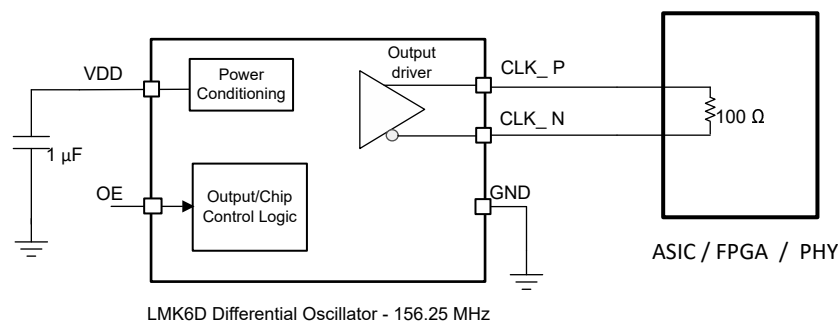 VDD
1 µF
OE
Power
Conditioning
Output/Chip
Control Logic
Output
driver
CLK_ P
CLK_ N
GND
100 Ω
ASIC / FPGA / PHY
LMK6D Differential Oscillator - 156.25 MHz